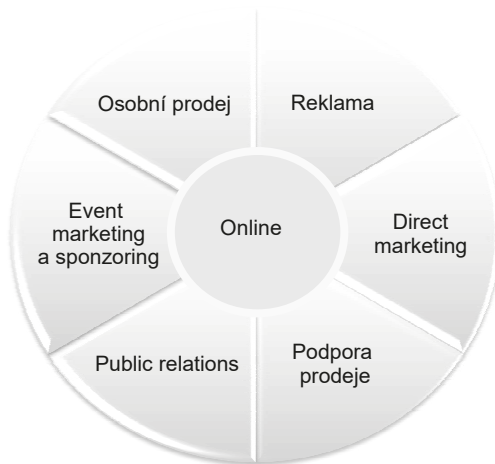 Osobní prodej
Reklama
Event
marketing
a sponzoring
Online
Direct
marketing
Public relations
Podpora
prodeje